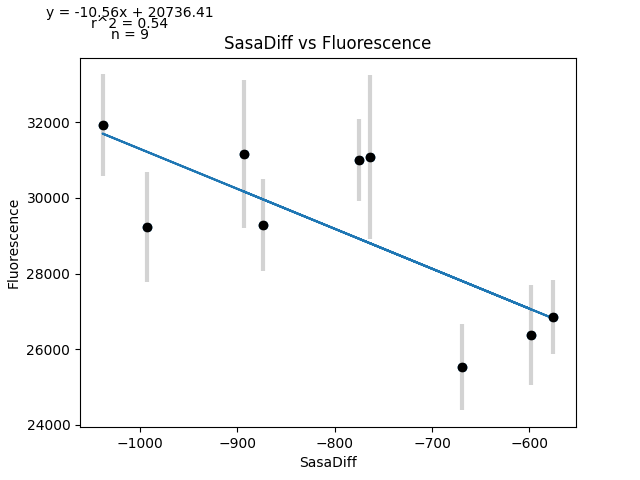 y = -10.56x + 20736.41
r^2 = 0.54
n = 9
SasaDiff vs Fluorescence
Fluorescence
32000
30000
28000
26000
24000
−1000
−900
−800
−700
−600
SasaDiff